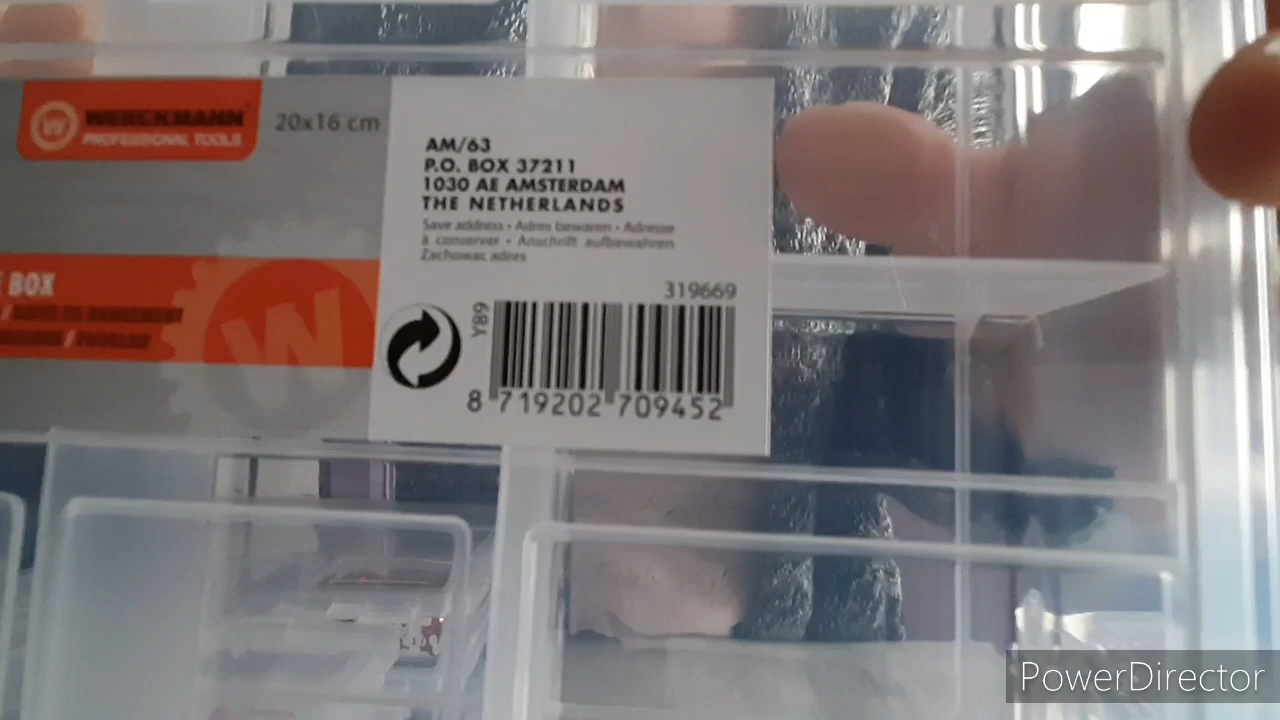 WERCKMANN
PROFESSIONAL TOOLS
20x16 cm
AM/63
P.O. BOX 37211
1030 AE AMSTERDAM
THE NETHERLANDS
Save address • Adres bewaren • Adresse
à conserver • Anschrift aufbewahren
Zachowac adres
319669
BOX
W
Y89
8 719202 709452
PowerDirector